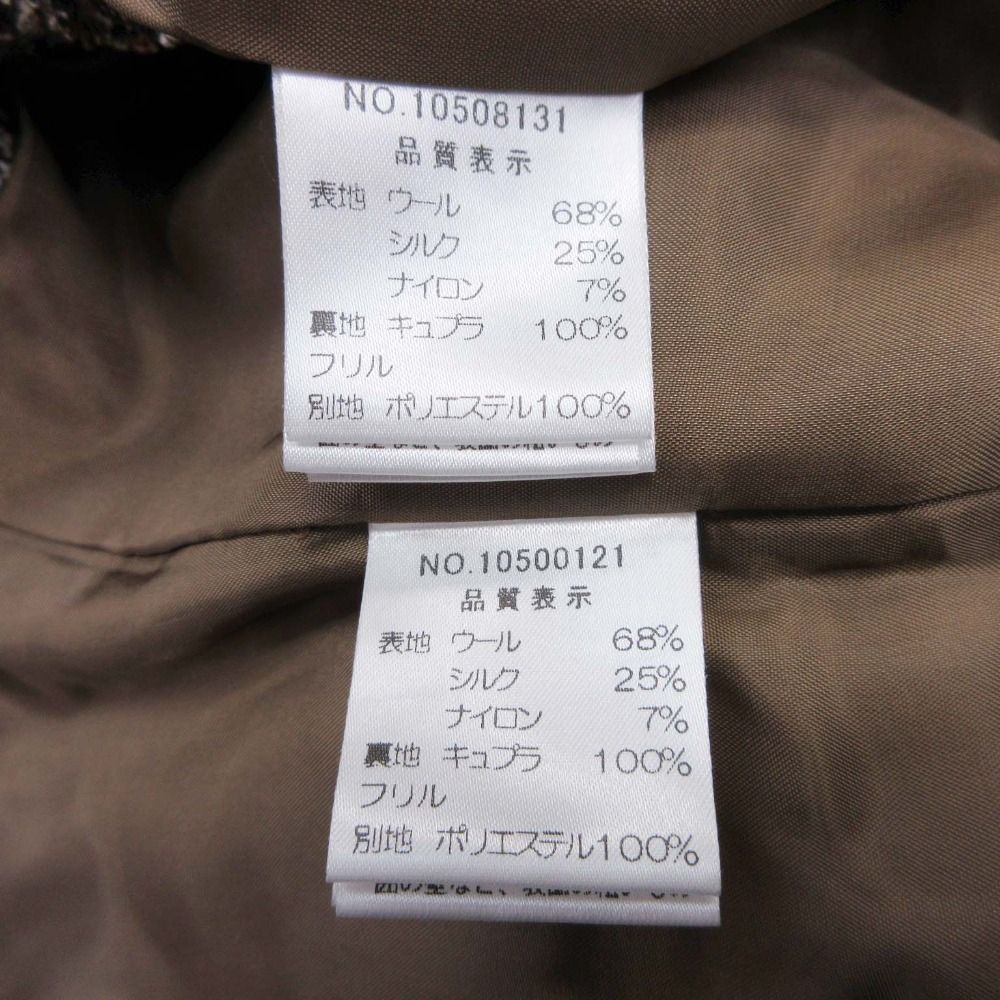 NO.10508131
品質表示
表地 ウール 68%
シルク 25%
ナイロン 7%
裏地 キュプラ 100%
フリル
別地 ポリエステル100%
NO.10500121
品質表示
表地 ウール 68%
シルク 25%
ナイロン 7%
裏地 キュプラ 100%
フリル
別地 ポリエステル100%